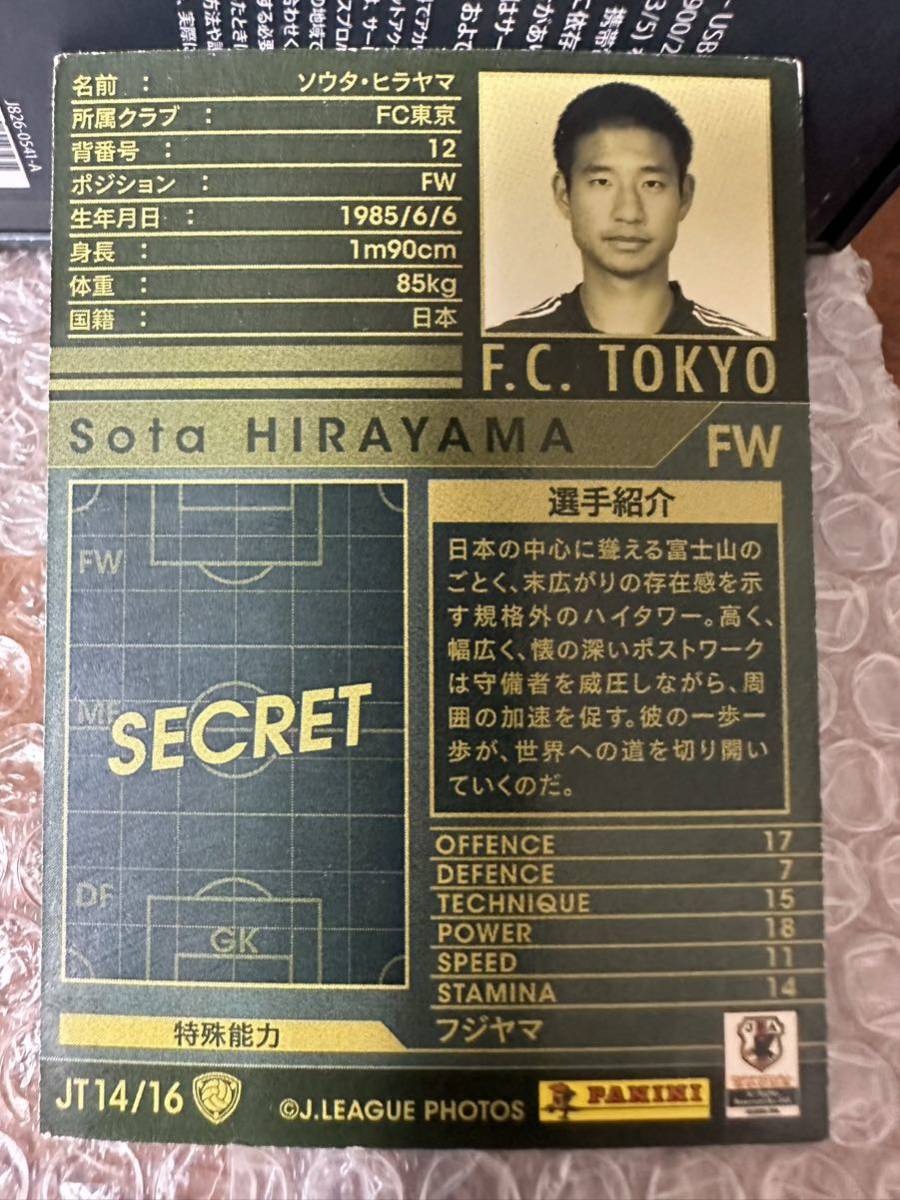 USB
J826-0541-A
名前 : ソウタ・ヒラヤマ
所属クラブ : FC東京
背番号 : 12
ポジション : FW
生年月日 : 1985/6/6
身長 : 1m90cm
体重 : 85kg
国籍 : 日本
F.C. TOKYO
Sota HIRAYAMA FW
FW
MF
SECRET
DF
GK
選手紹介
日本の中心に聳える富士山の
ごとく、末広がりの存在感を示
す規格外のハイタワー。高く、
幅広く、懐の深いポストワーク
は守備者を威圧しながら、周
囲の加速を促す。彼の一歩一
歩が、世界への道を切り開い
ていくのだ。
OFFENCE 17
DEFENCE 7
TECHNIQUE 15
POWER 18
SPEED 11
STAMINA 14
特殊能力 フジヤマ
JT14/16
©J.LEAGUE PHOTOS
PANINI
JFA